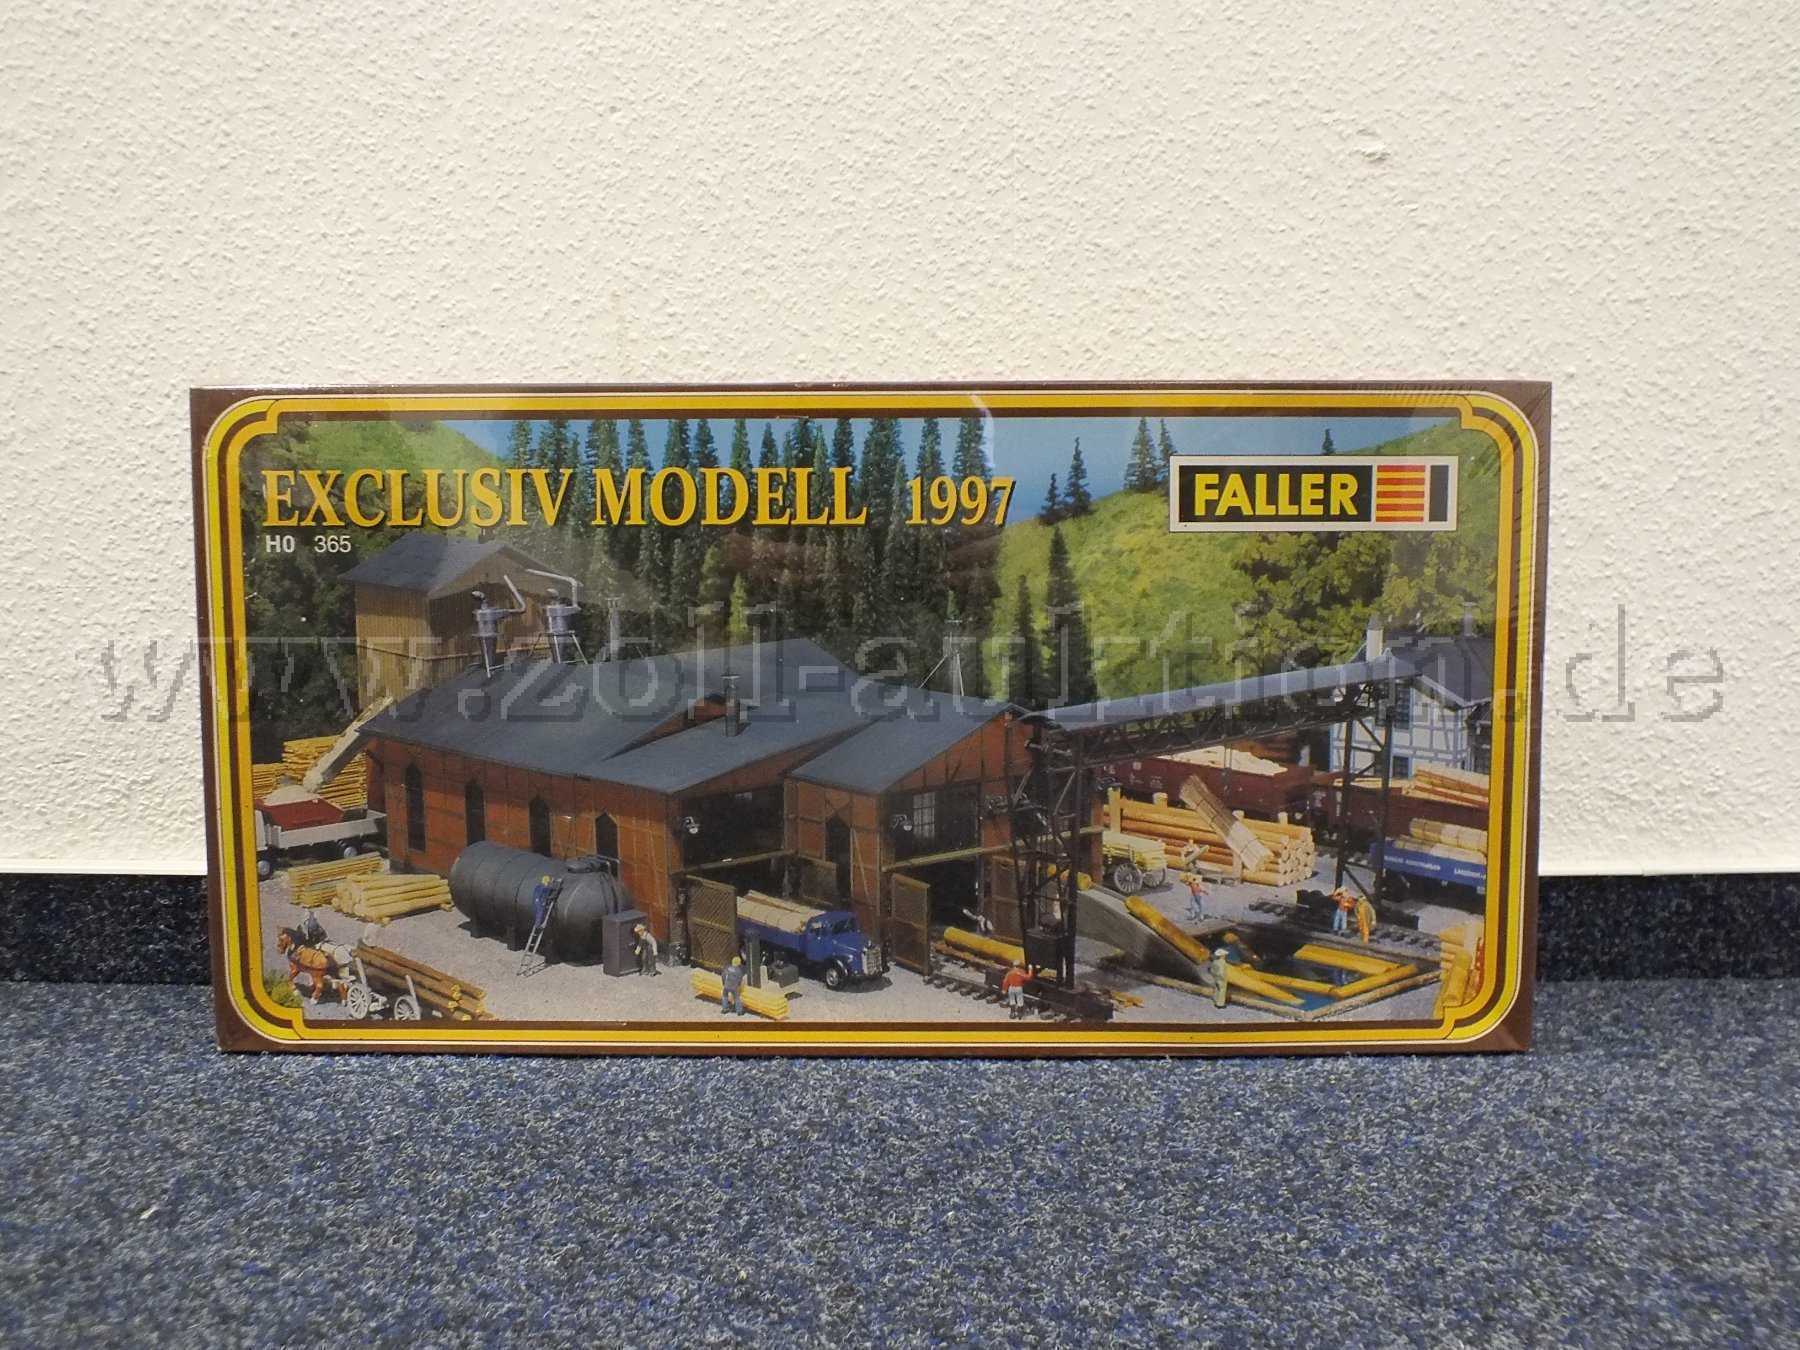 EXCLUSIV MODELL 1997
FALLER
H0 365
www.zoll-auktion.de